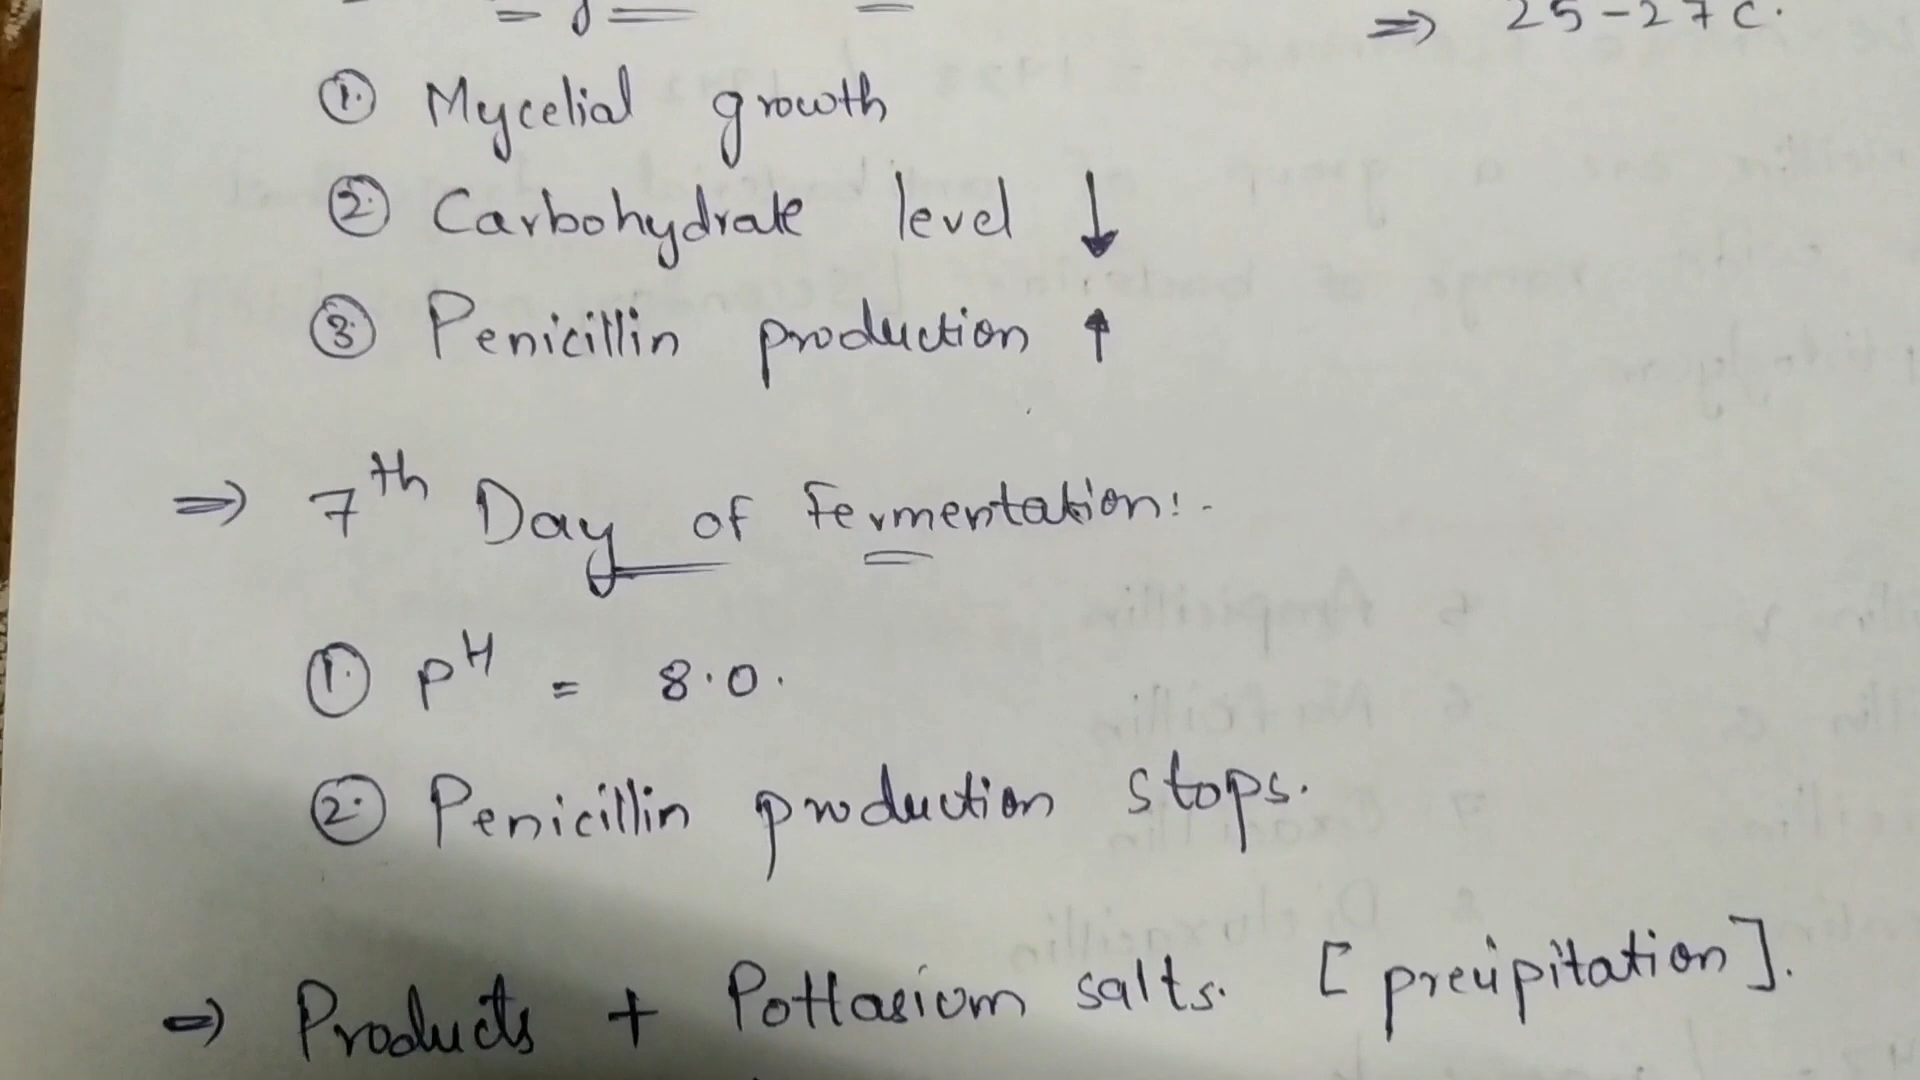 ⇒ 25-27c.
① Mycelial growth
② Carbohydrate level ↓
③ Penicillin production ↑
⇒ 7th Day of Fermentation:-
① pH = 8.0.
② Penicillin production stops.
⇒ Products + Pottasium salts. [precipitation].